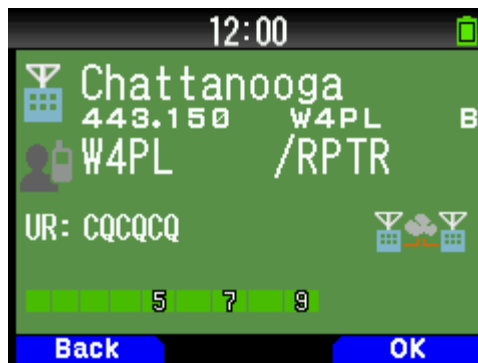 12:00
Chattanooga
443.150 W4PL B
W4PL /RPTR
UR: CQCQCQ
5 7 9
Back OK